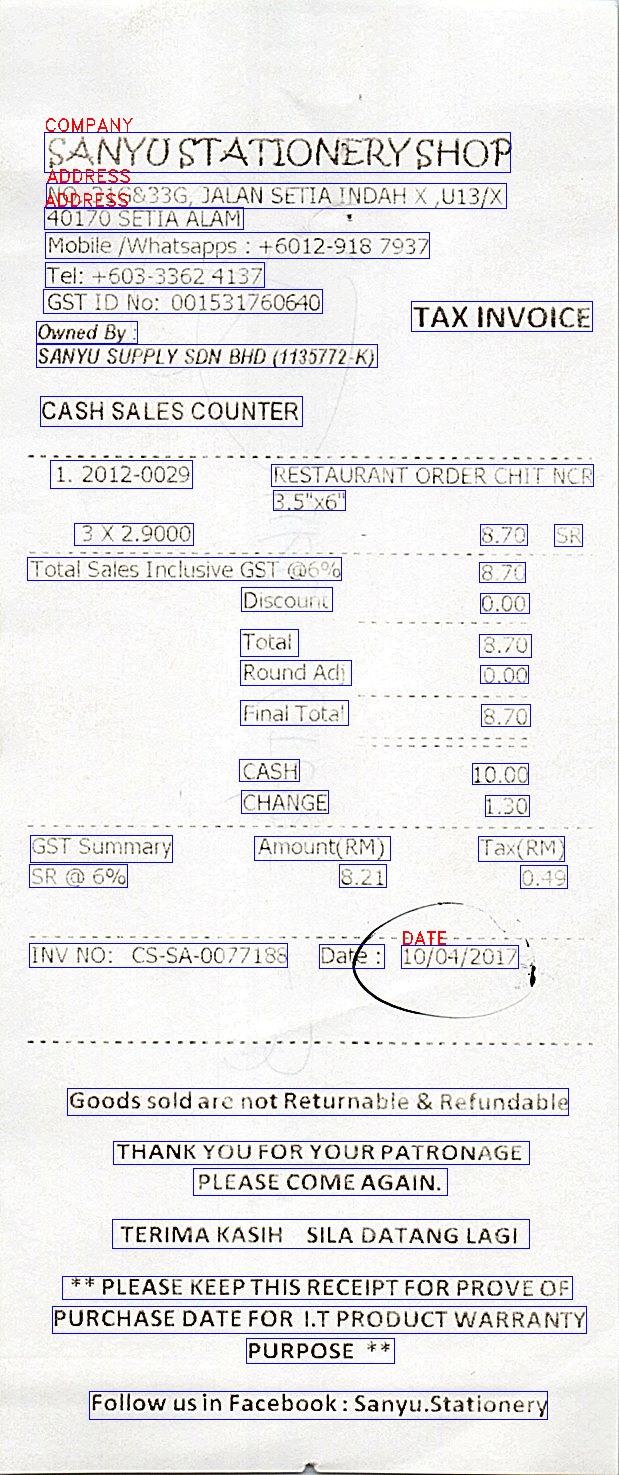 COMPANY
SANYU STATIONERY SHOP
ADDRESS
NO. 31G&33G, JALAN SETIA INDAH X ,U13/X
ADDRESS
40170 SETIA ALAM
Mobile /Whatsapps : +6012-918 7937
Tel: +603-3362 4137
GST ID No: 001531760640
TAX INVOICE
Owned By :
SANYU SUPPLY SDN BHD (1135772-K)
CASH SALES COUNTER
1. 2012-0029 RESTAURANT ORDER CHIT NCR
3.5"x6"
3 X 2.9000 8.70 SR
Total Sales Inclusive GST @6% 8.70
Discount 0.00
Total 8.70
Round Adj 0.00
Final Total 8.70
CASH 10.00
CHANGE 1.30
GST Summary Amount(RM) Tax(RM)
SR @ 6% 8.21 0.49
DATE
INV NO: CS-SA-0077188 Date : 10/04/2017
Goods sold are not Returnable & Refundable
THANK YOU FOR YOUR PATRONAGE
PLEASE COME AGAIN.
TERIMA KASIH SILA DATANG LAGI
** PLEASE KEEP THIS RECEIPT FOR PROVE OF
PURCHASE DATE FOR I.T PRODUCT WARRANTY
PURPOSE **
Follow us in Facebook : Sanyu.Stationery